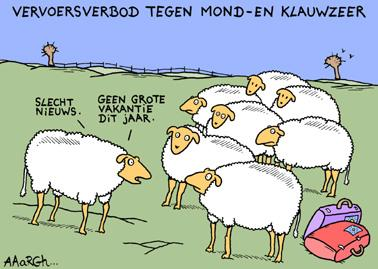 VERVOERSVERBOD TEGEN MOND-EN KLAUWZEER
SLECHT
NIEUWS.
GEEN GROTE
VAKANTIE
DIT JAAR.
AAARGH...